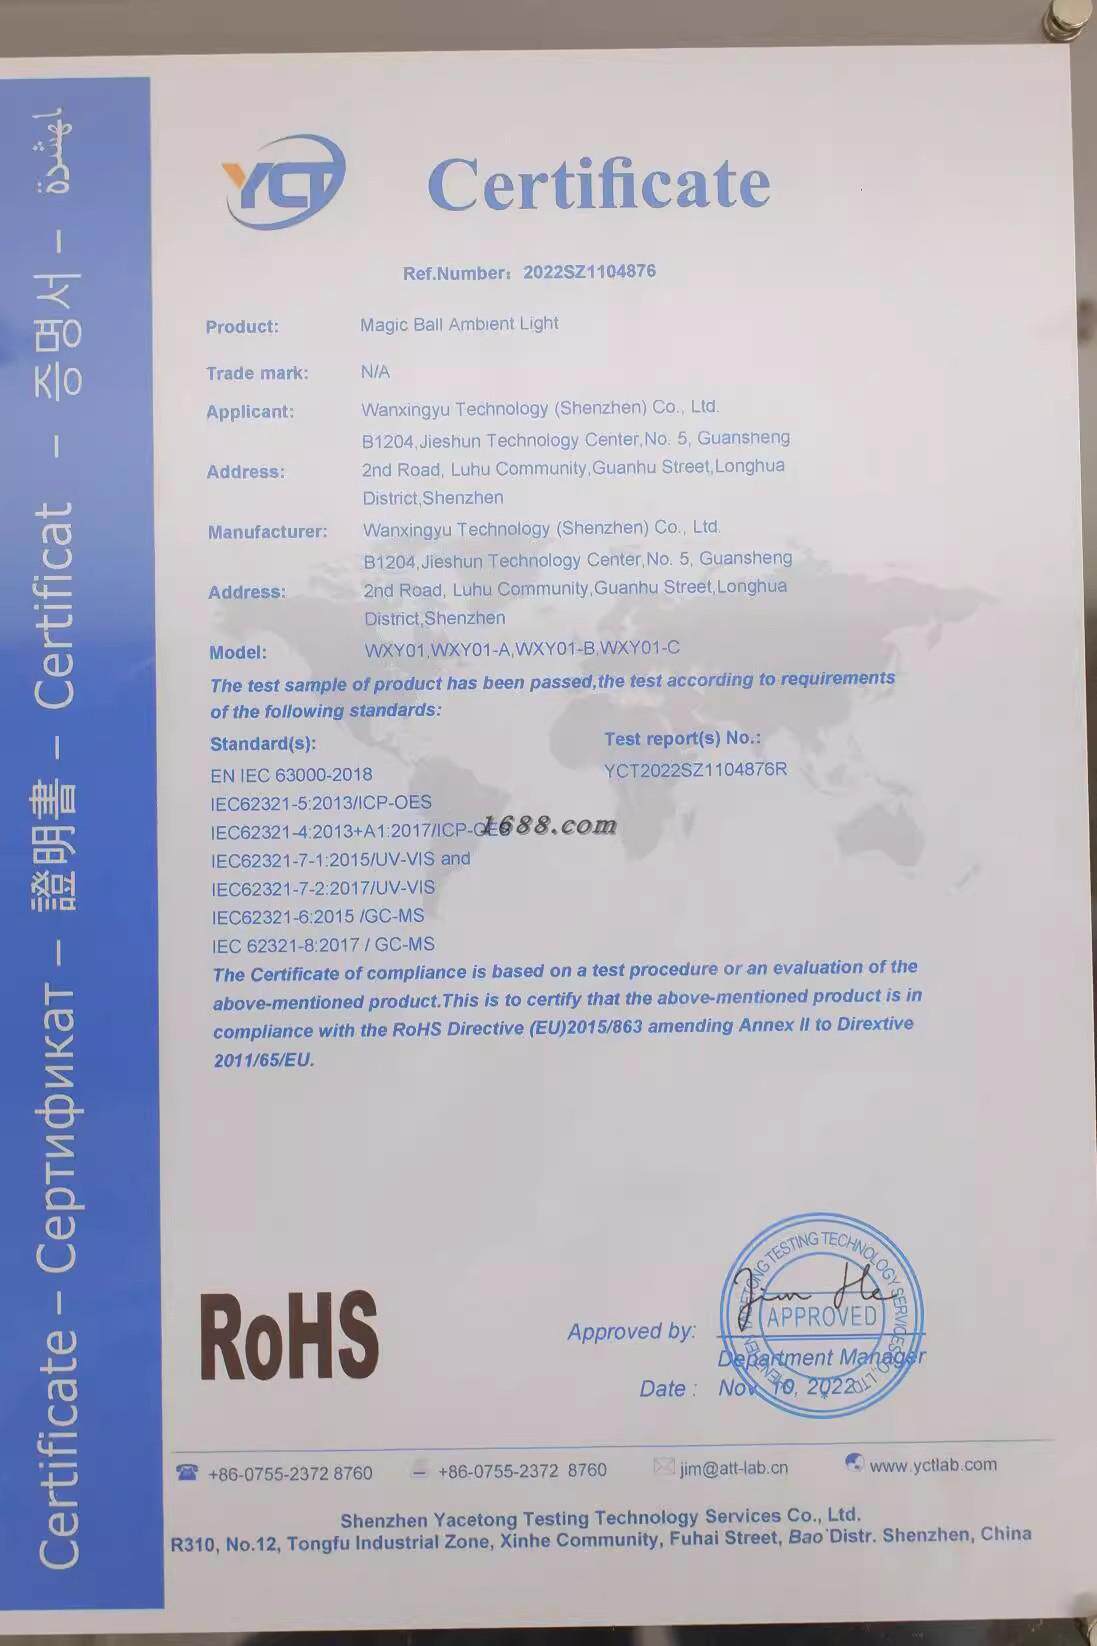 YCT
Certificate
Ref.Number: 2022SZ1104876
Product: Magic Ball Ambient Light
Trade mark: N/A
Applicant: Wanxingyu Technology (Shenzhen) Co., Ltd.
B1204,Jieshun Technology Center,No. 5, Guansheng
Address: 2nd Road, Luhu Community,Guanhu Street,Longhua
District,Shenzhen
Manufacturer: Wanxingyu Technology (Shenzhen) Co., Ltd.
B1204,Jieshun Technology Center,No. 5, Guansheng
Address: 2nd Road, Luhu Community,Guanhu Street,Longhua
District,Shenzhen
Model: WXY01,WXY01-A,WXY01-B,WXY01-C
The test sample of product has been passed,the test according to requirements
of the following standards:
Standard(s): Test report(s) No.:
EN IEC 63000-2018 YCT2022SZ1104876R
IEC62321-5:2013/ICP-OES
IEC62321-4:2013+A1:2017/ICP-OES
1688.com
IEC62321-7-1:2015/UV-VIS and
IEC62321-7-2:2017/UV-VIS
IEC62321-6:2015 /GC-MS
IEC 62321-8:2017 / GC-MS
The Certificate of compliance is based on a test procedure or an evaluation of the
above-mentioned product.This is to certify that the above-mentioned product is in
compliance with the RoHS Directive (EU)2015/863 amending Annex II to Dirextive
2011/65/EU.
RoHS
Approved by: Jim He
SHENZHEN YACETONG TESTING TECHNOLOGY SERVICES CO., LTD.
APPROVED
Department Manager
Date : Nov 10, 2022
+86-0755-2372 8760 +86-0755-2372 8760 jim@att-lab.cn www.yctlab.com
Shenzhen Yacetong Testing Technology Services Co., Ltd.
R310, No.12, Tongfu Industrial Zone, Xinhe Community, Fuhai Street, Bao'Distr. Shenzhen, China
Certificate – Сертификат – 證明書 – Certificat – 증명서 –